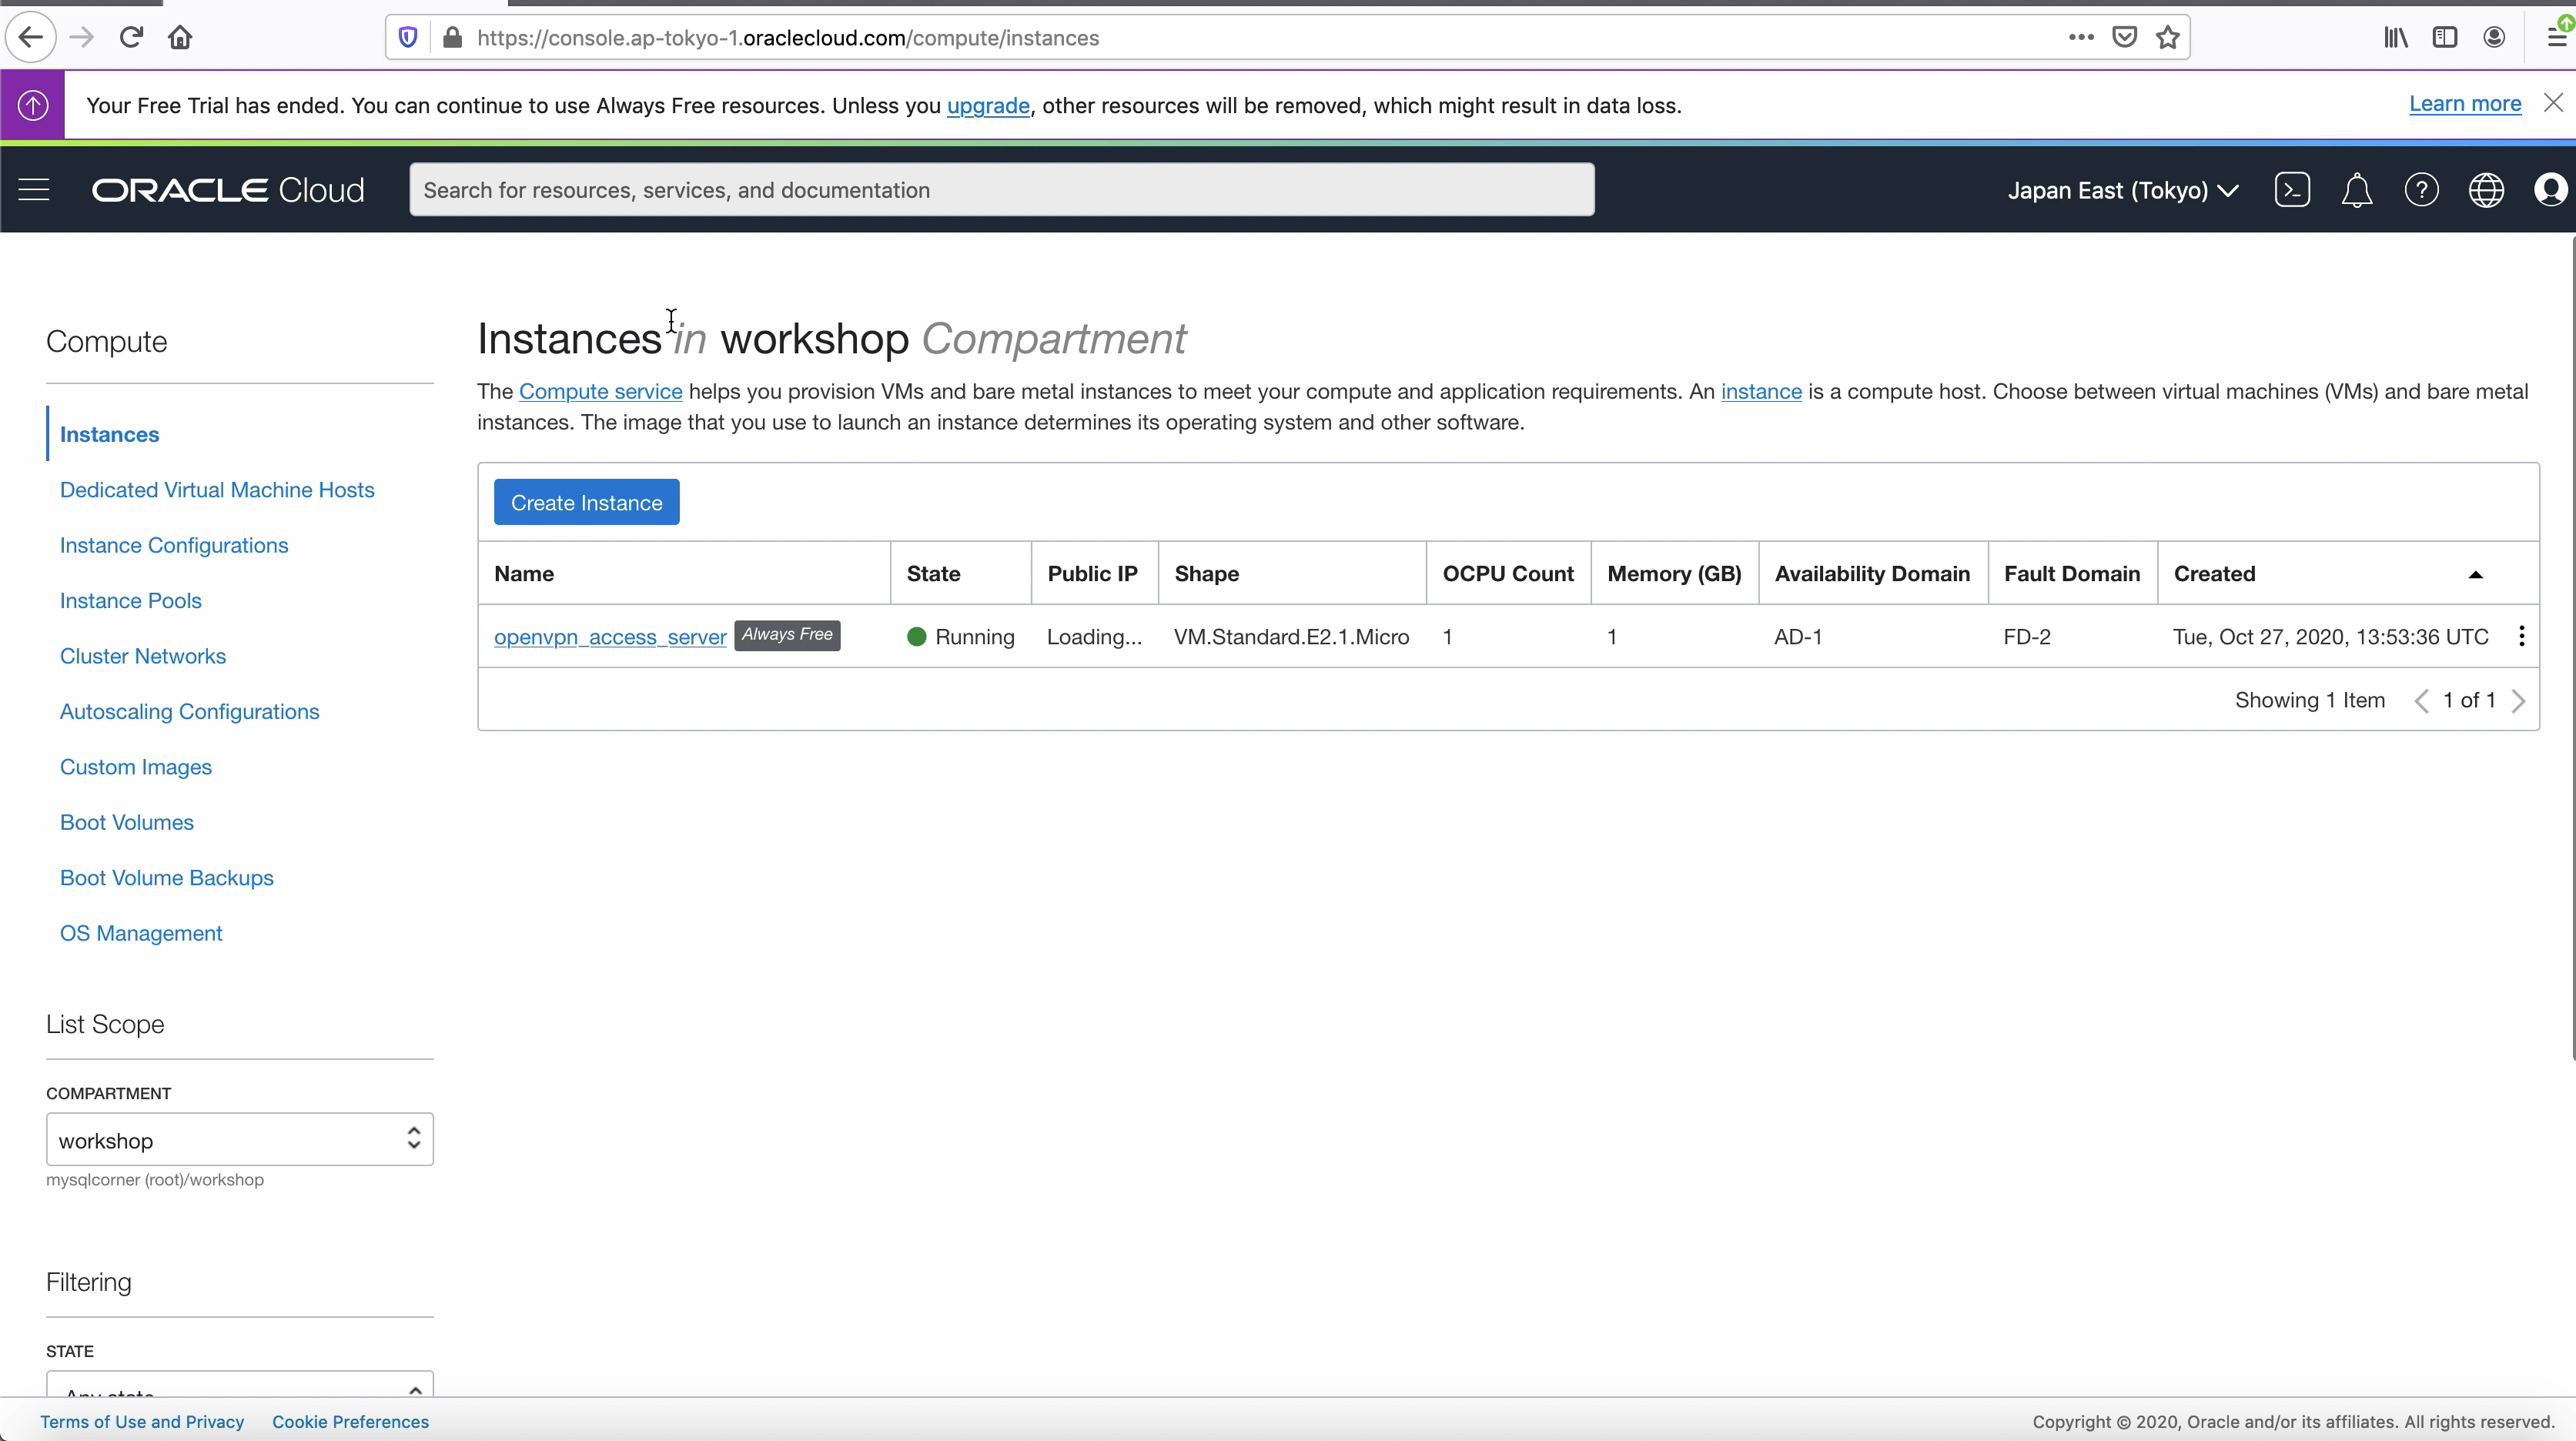 https://console.ap-tokyo-1.oraclecloud.com/compute/instances
Your Free Trial has ended. You can continue to use Always Free resources. Unless you upgrade, other resources will be removed, which might result in data loss.
Learn more
ORACLE Cloud
Search for resources, services, and documentation
Japan East (Tokyo)
Compute
Instances
Dedicated Virtual Machine Hosts
Instance Configurations
Instance Pools
Cluster Networks
Autoscaling Configurations
Custom Images
Boot Volumes
Boot Volume Backups
OS Management
List Scope
COMPARTMENT
workshop
mysqlcorner (root)/workshop
Filtering
STATE
Any state
Instances in workshop Compartment
The Compute service helps you provision VMs and bare metal instances to meet your compute and application requirements. An instance is a compute host. Choose between virtual machines (VMs) and bare metal
instances. The image that you use to launch an instance determines its operating system and other software.
Create Instance
Name State Public IP Shape OCPU Count Memory (GB) Availability Domain Fault Domain Created
openvpn_access_server Always Free Running Loading... VM.Standard.E2.1.Micro 1 1 AD-1 FD-2 Tue, Oct 27, 2020, 13:53:36 UTC
Showing 1 Item 1 of 1
Terms of Use and Privacy Cookie Preferences
Copyright © 2020, Oracle and/or its affiliates. All rights reserved.